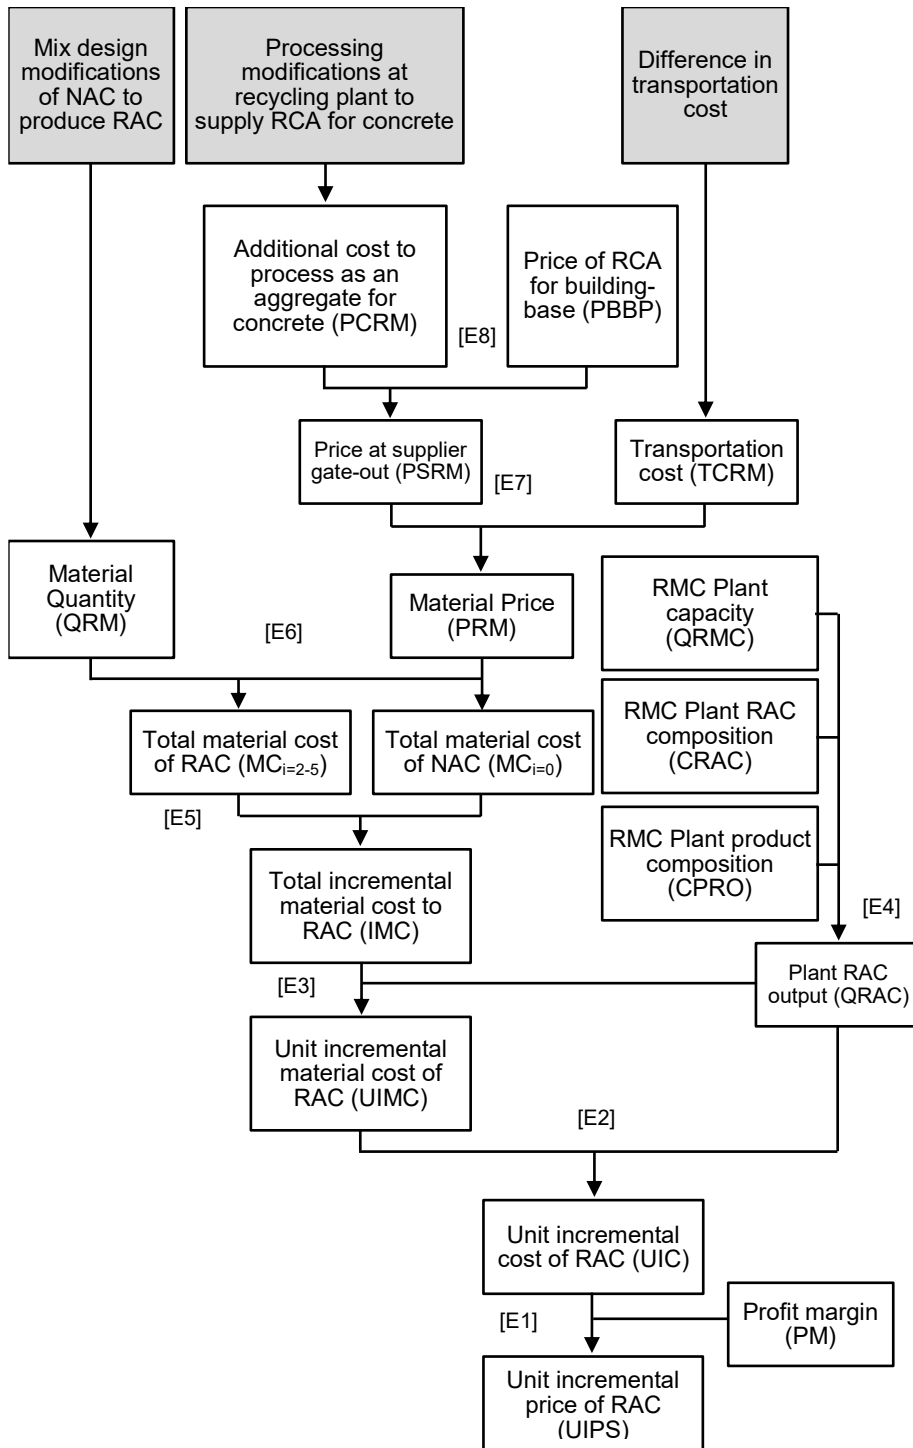 Mix design
modifications
of NAC to
produce RAC
Processing
modifications at
recycling plant to
supply RCA for concrete
Difference in
transportation
cost
Additional cost to
process as an
aggregate for
concrete (PCRM)
Price of RCA
for building-
base (PBBP)
[E8]
Price at supplier
gate-out (PSRM)
[E7]
Transportation
cost (TCRM)
Material
Quantity
(QRM)
[E6]
Material Price
(PRM)
RMC Plant
capacity
(QRMC)
Total material cost
of RAC (MCi=2-5)
Total material cost
of NAC (MCi=0)
RMC Plant RAC
composition
(CRAC)
[E5]
RMC Plant product
composition
(CPRO)
Total incremental
material cost to
RAC (IMC)
[E4]
[E3]
Plant RAC
output (QRAC)
Unit incremental
material cost of
RAC (UIMC)
[E2]
Unit incremental
cost of RAC (UIC)
[E1]
Profit margin
(PM)
Unit incremental
price of RAC
(UIPS)